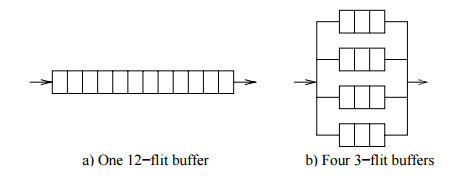 a) One 12−flit buffer
b) Four 3−flit buffers